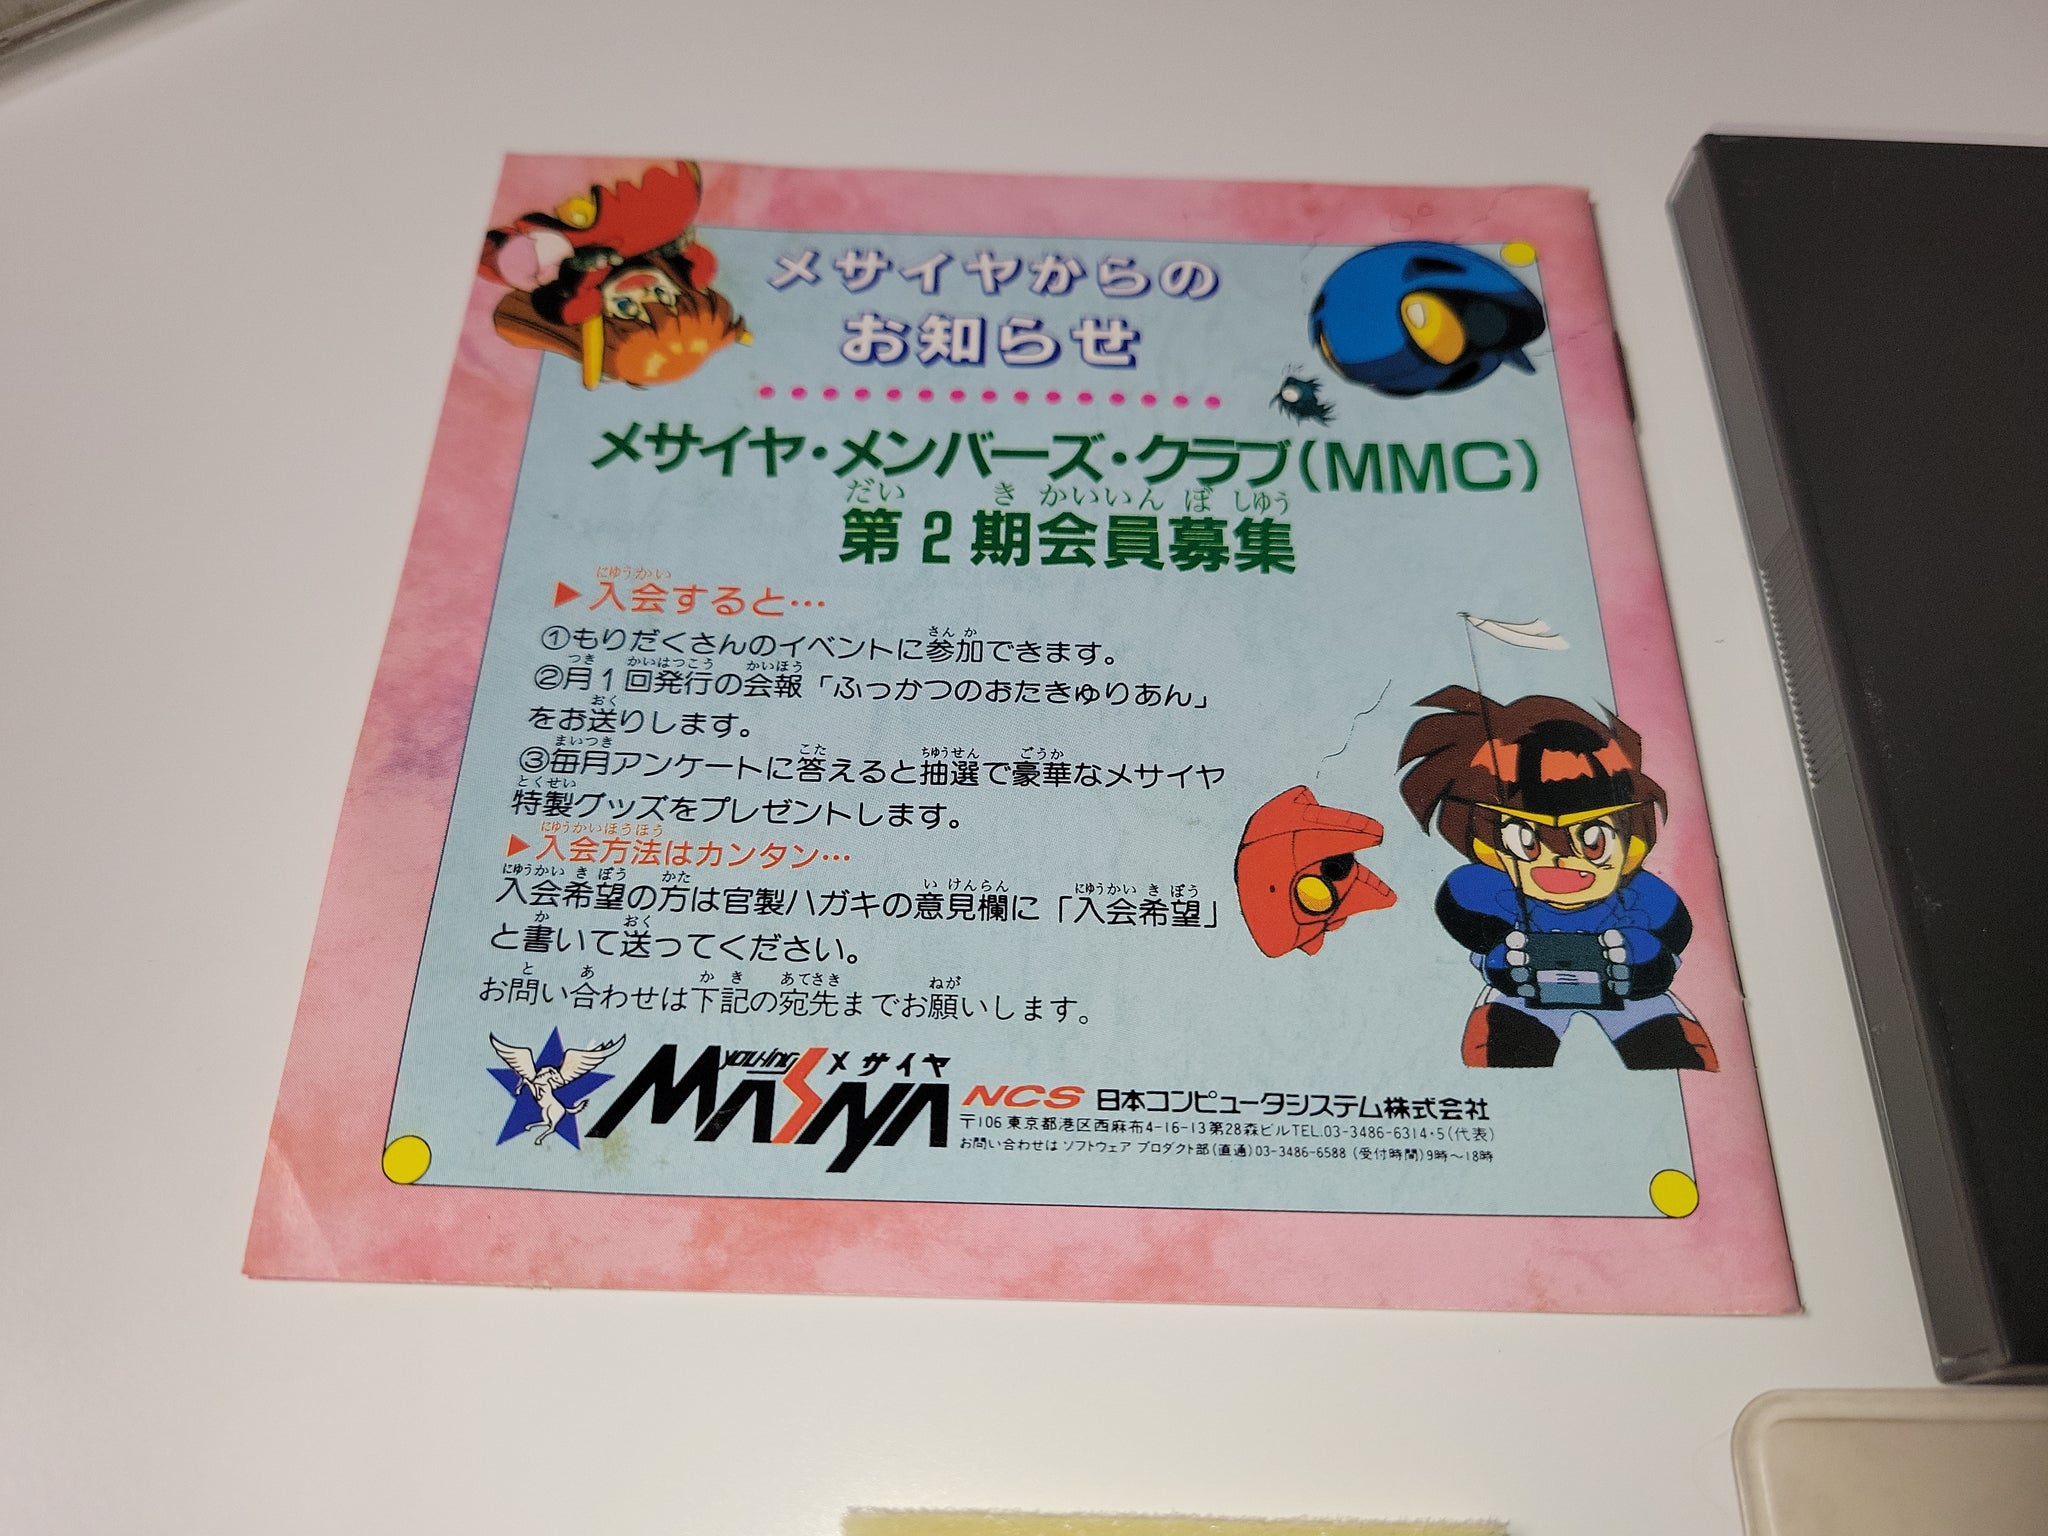 メサイヤからの
お知らせ
メサイヤ・メンバーズ・クラブ(MMC)
だい き かいいん ぼ しゅう
第2期会員募集
にゅうかい
▶入会すると…
さん か
①もりだくさんのイベントに参加できます。
つき かいはつこう かいほう
②月1回発行の会報「ふっかつのおたきゅりあん」
おく
をお送りします。
まいつき こた ちゅうせん ごうか
③毎月アンケートに答えると抽選で豪華なメサイヤ
とくせい
特製グッズをプレゼントします。
にゅうかいほうほう
▶入会方法はカンタン…
にゅうかい き ぼう かた い けんらん にゅうかい き ぼう
入会希望の方は官製ハガキの意見欄に「入会希望」
か おく
と書いて送ってください。
と あ か き あてさき ねが
お問い合わせは下記の宛先までお願いします。
you-ing メサイヤ
MASAYA
NCS 日本コンピュータシステム株式会社
〒106 東京都港区西麻布4-16-13第28森ビルTEL.03-3486-6314・5(代表)
お問い合わせは ソフトウェア プロダクト部(直通)03-3486-6588 (受付時間)9時〜18時